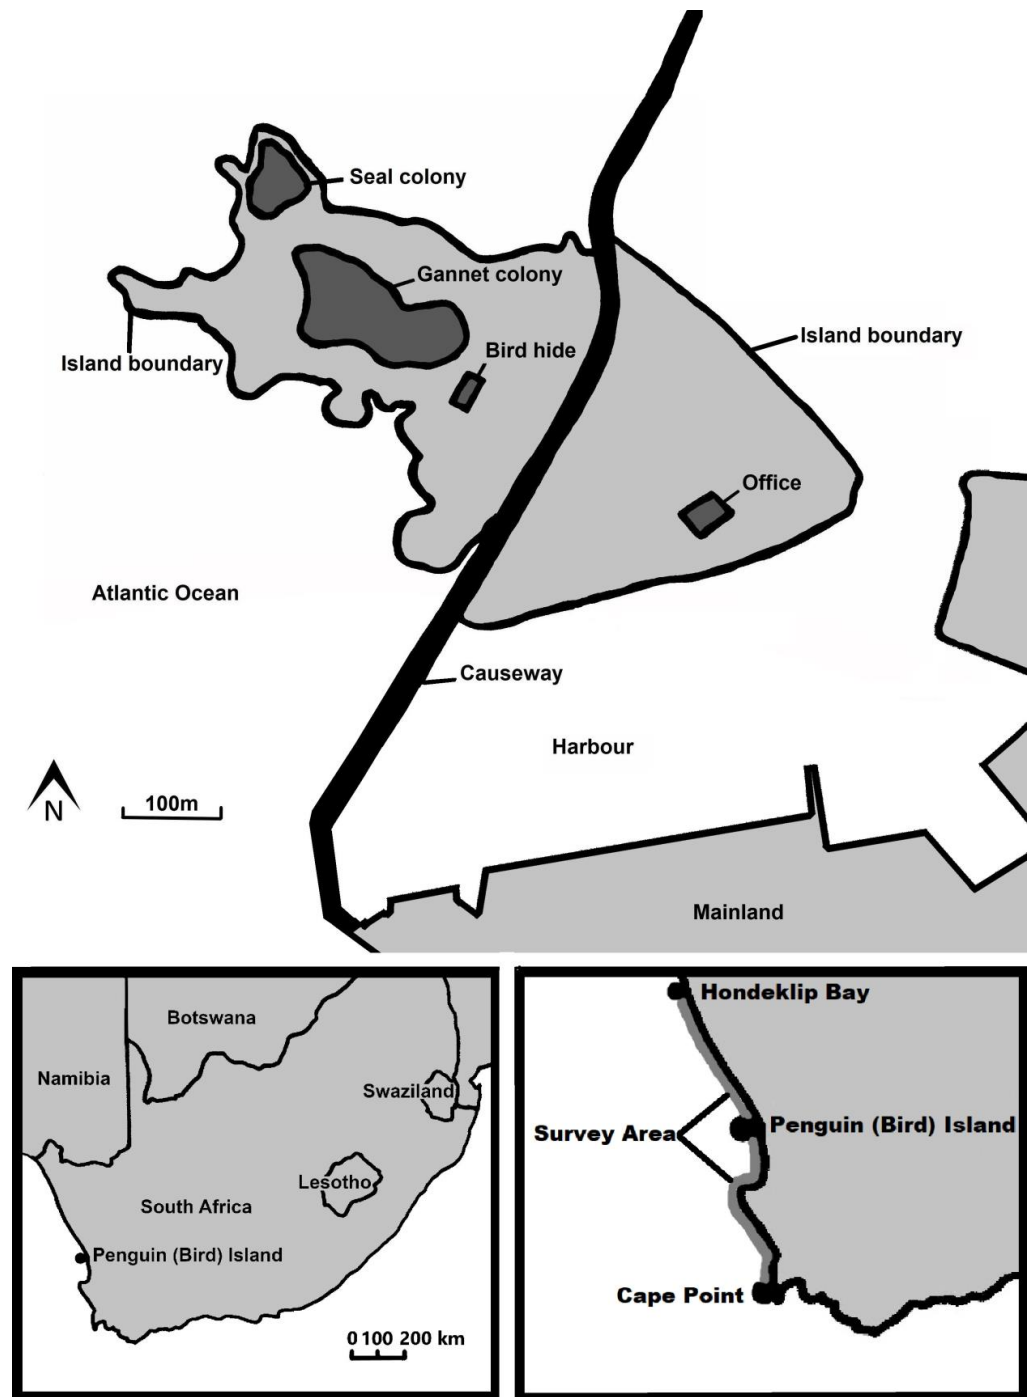 Seal colony
Gannet colony
Island boundary
Bird hide
Island boundary
Office
Atlantic Ocean
Causeway
Harbour
N
100m
Mainland
Botswana
Namibia
Swaziland
Lesotho
South Africa
Penguin (Bird) Island
0 100 200 km
Hondeklip Bay
Penguin (Bird) Island
Survey Area
Cape Point